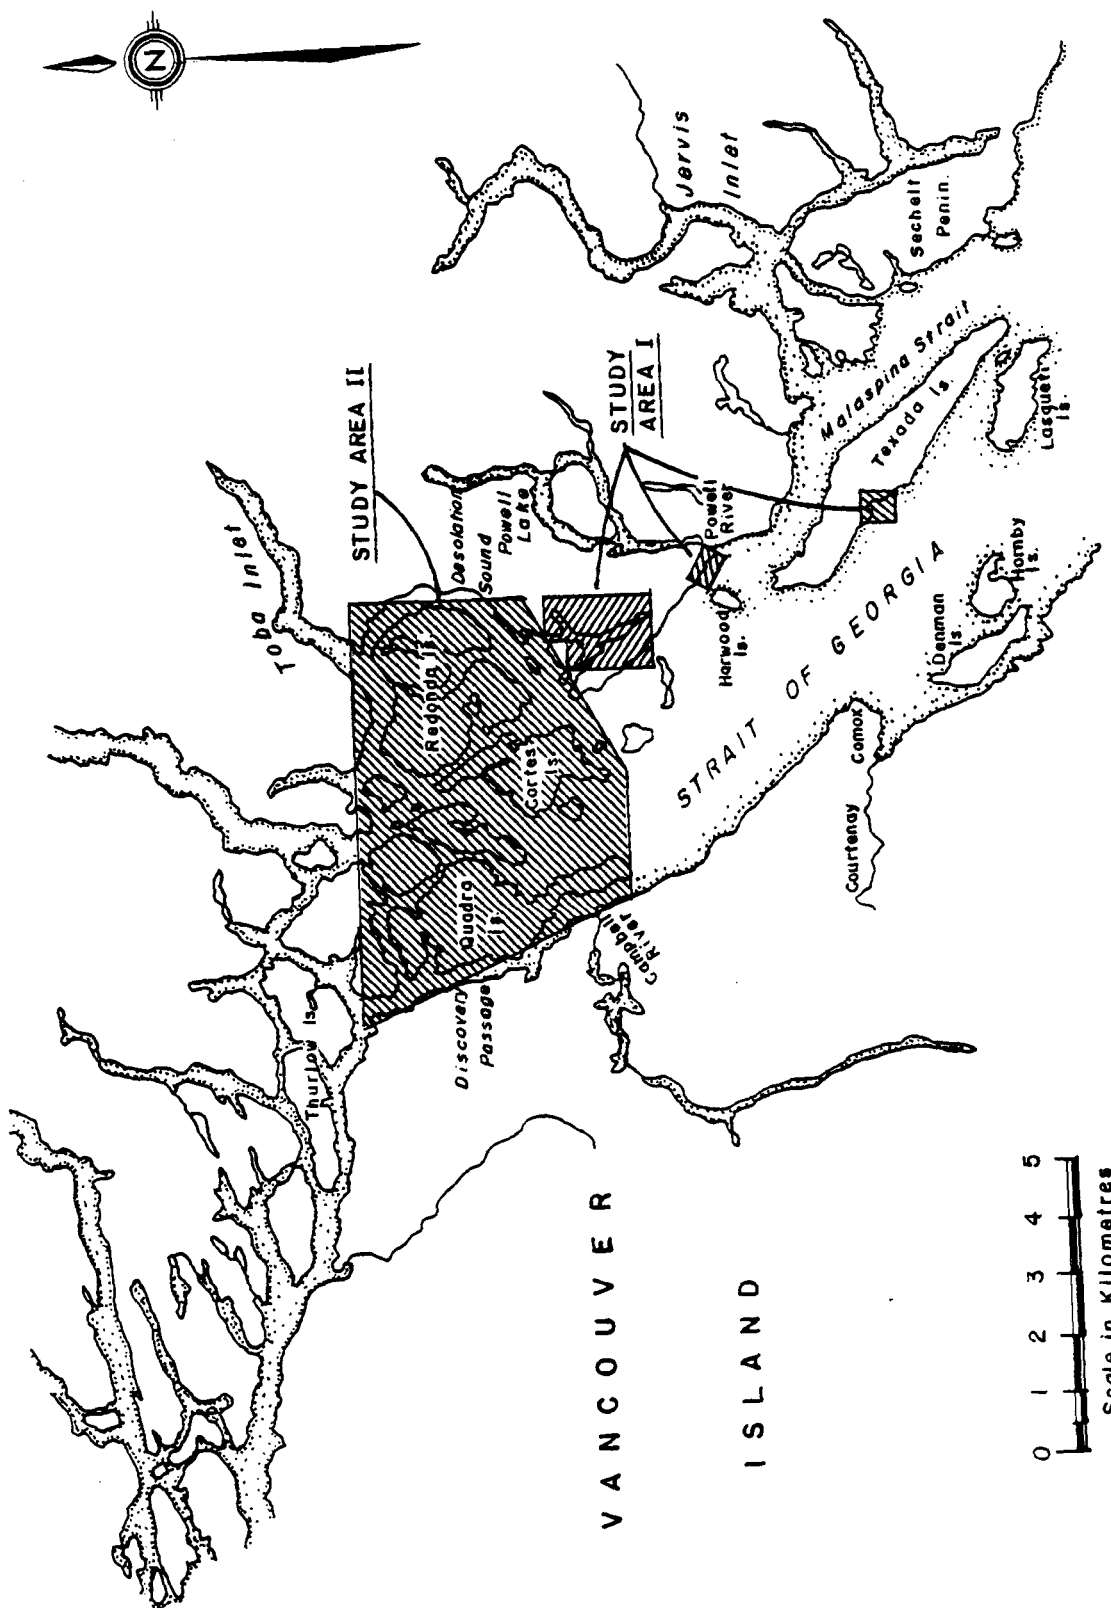 N
Jervis
Inlet
Sechelt
Penin.
Malaspina Strait
Texada Is.
Lasqueti
Is.
STUDY AREA II
STUDY
AREA I
Toba Inlet
Desolation
Sound
Powell
Lake
Powell
River
Harwood
Is.
Redonda Is.
Cortes
Is.
Quadra
Is.
Discovery
Passage
Thurlow Is.
Campbell
River
STRAIT OF GEORGIA
Hornby
Is.
Denman
Is.
Comox
Courtenay
VANCOUVER
ISLAND
0 1 2 3 4 5
Scale in Kilometres